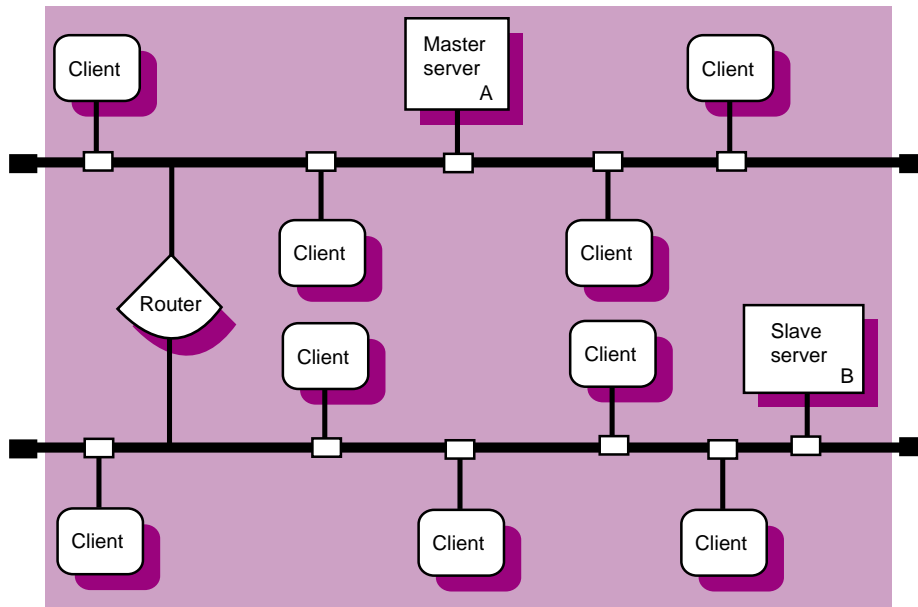 Client
Master
server
A
Client
Client
Client
Router
Client
Client
Slave
server
B
Client
Client
Client